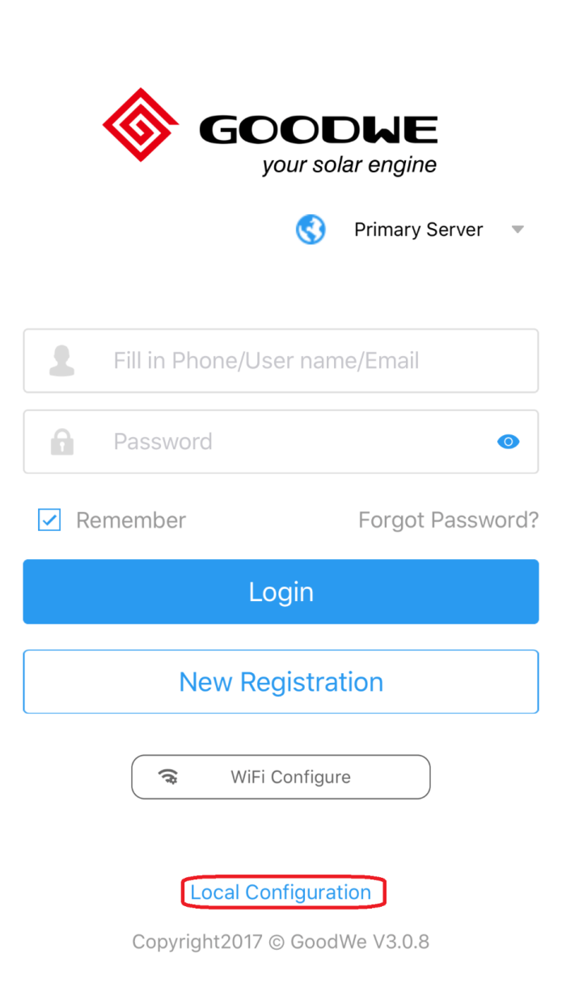 GOODWE
your solar engine
Primary Server
Fill in Phone/User name/Email
Password
Remember
Forgot Password?
Login
New Registration
WiFi Configure
Local Configuration
Copyright2017 © GoodWe V3.0.8